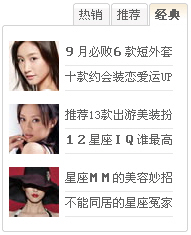 热销 推荐 经典
9月必败6款短外套
十款约会装恋爱运UP
推荐13款出游美装扮
12星座IQ谁最高
星座MM的美容妙招
不能同居的星座冤家